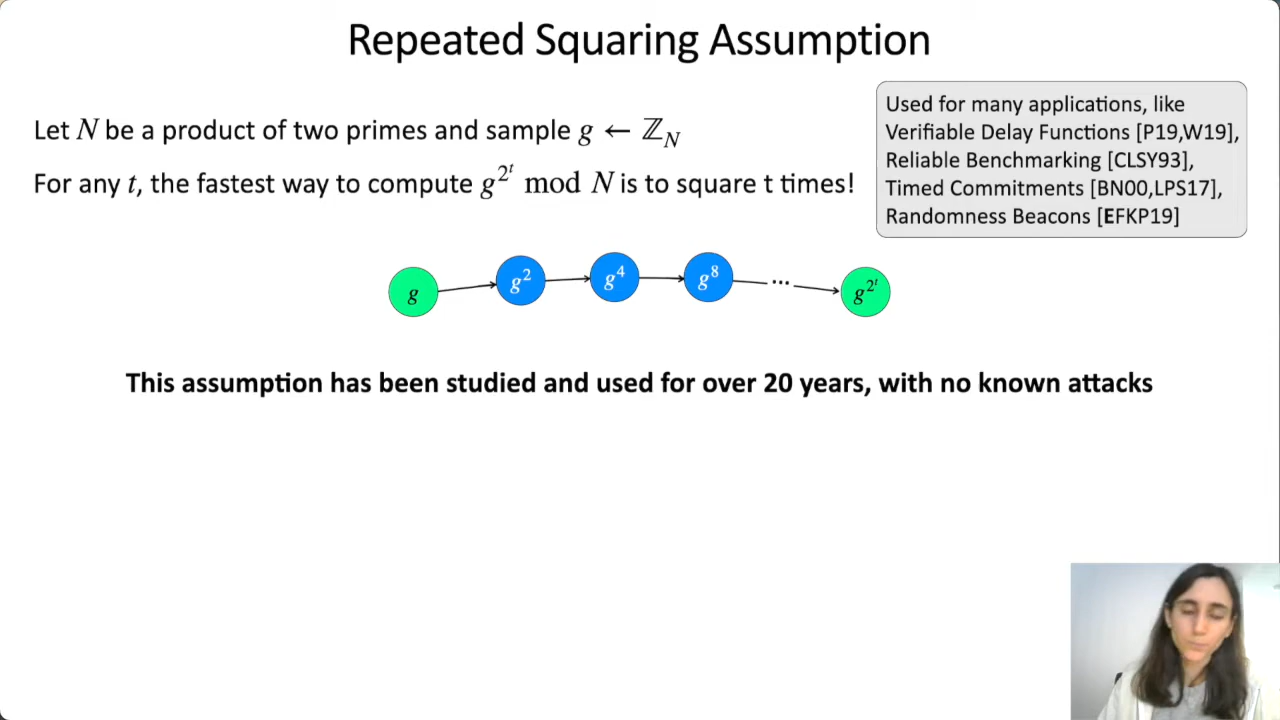 Repeated Squaring Assumption
Let N be a product of two primes and sample g ← ℤ_N
For any t, the fastest way to compute g^{2^t} mod N is to square t times!
Used for many applications, like
Verifiable Delay Functions [P19,W19],
Reliable Benchmarking [CLSY93],
Timed Commitments [BN00,LPS17],
Randomness Beacons [EFKP19]
g g^2 g^4 g^8 ... g^{2^t}
This assumption has been studied and used for over 20 years, with no known attacks